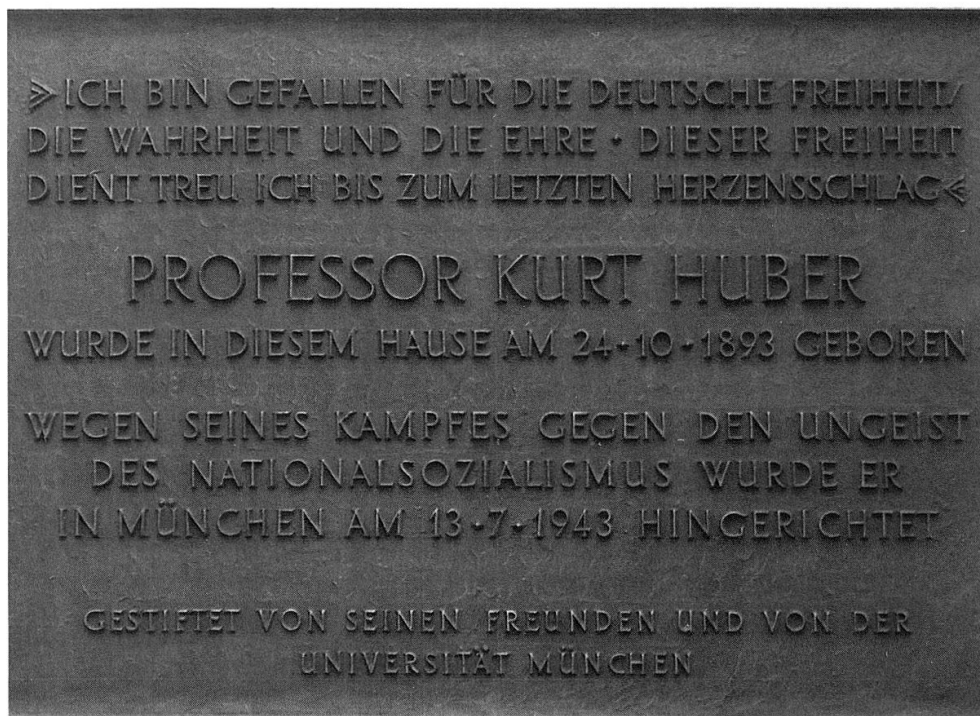 »ICH BIN GEFALLEN FÜR DIE DEUTSCHE FREIHEIT/
DIE WAHRHEIT UND DIE EHRE · DIESER FREIHEIT
DIENT TREU ICH BIS ZUM LETZTEN HERZENSSCHLAG«
PROFESSOR KURT HUBER
WURDE IN DIESEM HAUSE AM 24·10·1893 GEBOREN
WEGEN SEINES KAMPFES GEGEN DEN UNGEIST
DES NATIONALSOZIALISMUS WURDE ER
IN MÜNCHEN AM 13·7·1943 HINGERICHTET
GESTIFTET VON SEINEN FREUNDEN UND VON DER
UNIVERSITÄT MÜNCHEN